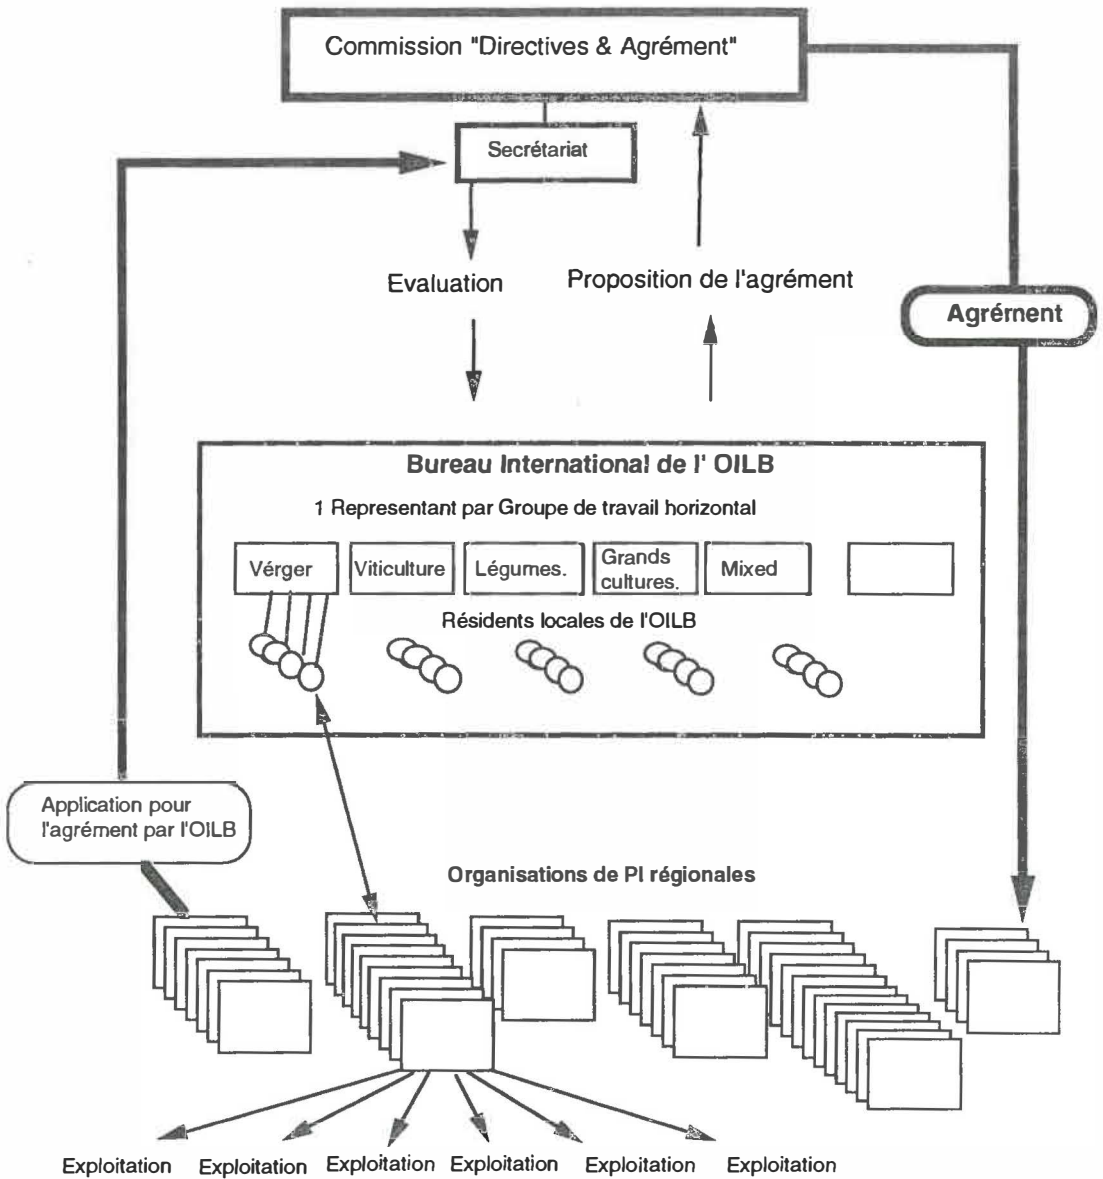 Commission "Directives & Agrément"
Secrétariat
Evaluation
Proposition de l'agrément
Agrément
Bureau International de l' OILB
1 Representant par Groupe de travail horizontal
Vérger
Viticulture
Légumes.
Grands
cultures.
Mixed
Résidents locales de l'OILB
Application pour
l'agrément par l'OILB
Organisations de PI régionales
Exploitation
Exploitation
Exploitation
Exploitation
Exploitation
Exploitation